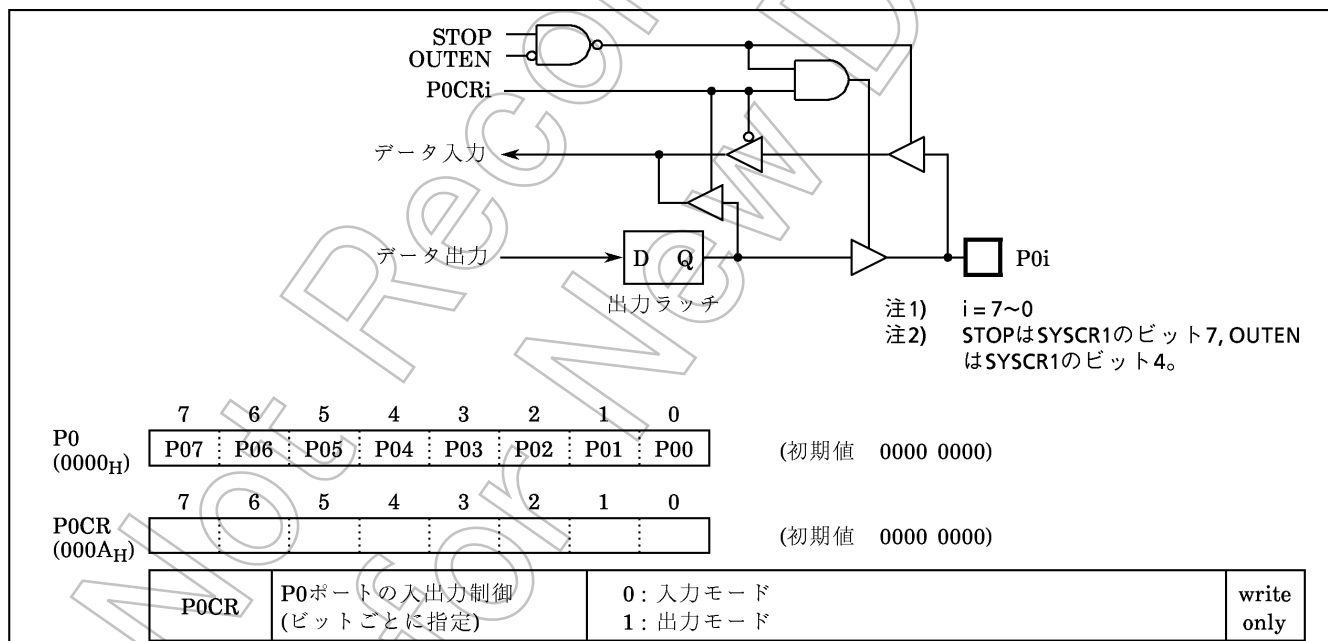 STOP
OUTEN
P0CRi
データ入力
データ出力
D Q
P0i
出力ラッチ
注1) i = 7~0
注2) STOPはSYSCR1のビット7, OUTEN
はSYSCR1のビット4。
7 6 5 4 3 2 1 0
P0
(0000H)
P07 P06 P05 P04 P03 P02 P01 P00
(初期値 0000 0000)
7 6 5 4 3 2 1 0
P0CR
(000AH)
(初期値 0000 0000)
P0CR
P0ポートの入出力制御
(ビットごとに指定)
0 : 入力モード
1 : 出力モード
write
only
Not Recom
for New D